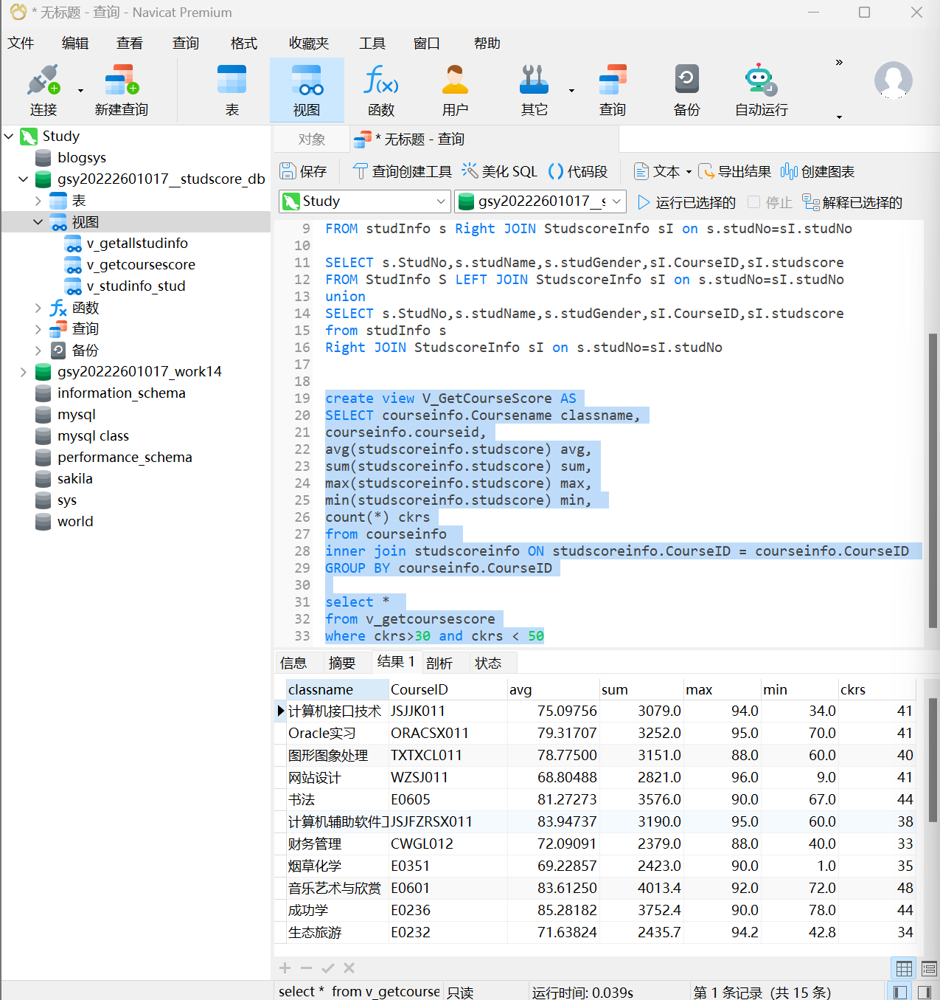 * 无标题 - 查询 - Navicat Premium
文件 编辑 查看 查询 格式 收藏夹 工具 窗口 帮助
连接 新建查询 表 视图 函数 用户 其它 查询 备份 自动运行
Study
blogsys
gsy20222601017__studscore_db
表
视图
v_getallstudinfo
v_getcoursescore
v_studinfo_stud
函数
查询
备份
gsy20222601017_work14
information_schema
mysql
mysql class
performance_schema
sakila
sys
world
对象 * 无标题 - 查询
保存 查询创建工具 美化 SQL 代码段 文本 导出结果 创建图表
Study gsy20222601017__s 运行已选择的 停止 解释已选择的
9 FROM studInfo s Right JOIN StudscoreInfo sI on s.studNo=sI.studNo
10
11 SELECT s.StudNo,s.studName,s.studGender,sI.CourseID,sI.studscore
12 FROM StudInfo S LEFT JOIN StudscoreInfo sI on s.studNo=sI.studNo
13 union
14 SELECT s.StudNo,s.studName,s.studGender,sI.CourseID,sI.studscore
15 from studInfo s
16 Right JOIN StudscoreInfo sI on s.studNo=sI.studNo
17
18
19 create view V_GetCourseScore AS
20 SELECT courseinfo.Coursename classname,
21 courseinfo.courseid,
22 avg(studscoreinfo.studscore) avg,
23 sum(studscoreinfo.studscore) sum,
24 max(studscoreinfo.studscore) max,
25 min(studscoreinfo.studscore) min,
26 count(*) ckrs
27 from courseinfo
28 inner join studscoreinfo ON studscoreinfo.CourseID = courseinfo.CourseID
29 GROUP BY courseinfo.CourseID
30
31 select *
32 from v_getcoursescore
33 where ckrs>30 and ckrs < 50
信息 摘要 结果 1 剖析 状态
classname CourseID avg sum max min ckrs
计算机接口技术 JSJJK011 75.09756 3079.0 94.0 34.0 41
Oracle实习 ORACSX011 79.31707 3252.0 95.0 70.0 41
图形图象处理 TXTXCL011 78.77500 3151.0 88.0 60.0 40
网站设计 WZSJ011 68.80488 2821.0 96.0 9.0 41
书法 E0605 81.27273 3576.0 90.0 67.0 44
计算机辅助软件工 JSJFZRSX011 83.94737 3190.0 95.0 60.0 38
财务管理 CWGL012 72.09091 2379.0 88.0 40.0 33
烟草化学 E0351 69.22857 2423.0 90.0 1.0 35
音乐艺术与欣赏 E0601 83.61250 4013.4 92.0 72.0 48
成功学 E0236 85.28182 3752.4 90.0 78.0 44
生态旅游 E0232 71.63824 2435.7 94.2 42.8 34
select * from v_getcourse 只读 运行时间: 0.039s 第 1 条记录 (共 15 条)